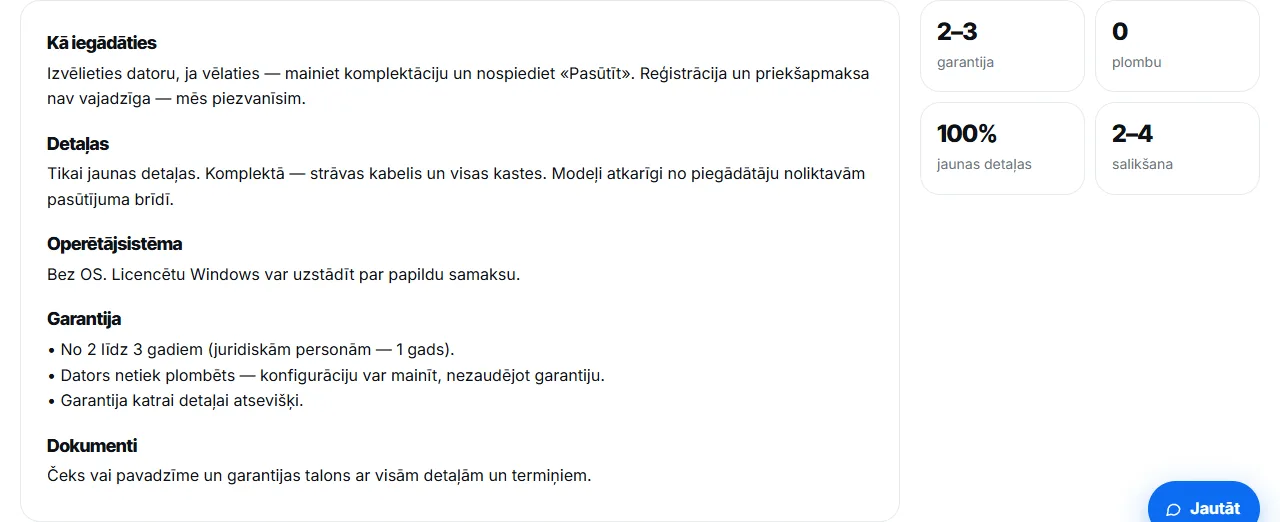 Kā iegādāties
Izvēlieties datoru, ja vēlaties — mainiet komplektāciju un nospiediet «Pasūtīt». Reģistrācija un priekšapmaksa
nav vajadzīga — mēs piezvanīsim.
Detaļas
Tikai jaunas detaļas. Komplektā — strāvas kabelis un visas kastes. Modeļi atkarīgi no piegādātāju noliktavām
pasūtījuma brīdī.
Operētājsistēma
Bez OS. Licencētu Windows var uzstādīt par papildu samaksu.
Garantija
• No 2 līdz 3 gadiem (juridiskām personām — 1 gads).
• Dators netiek plombēts — konfigurāciju var mainīt, nezaudējot garantiju.
• Garantija katrai detaļai atsevišķi.
Dokumenti
Čeks vai pavadzīme un garantijas talons ar visām detaļām un termiņiem.
2–3
garantija
0
plombu
100%
jaunas detaļas
2–4
salikšana
Jautāt